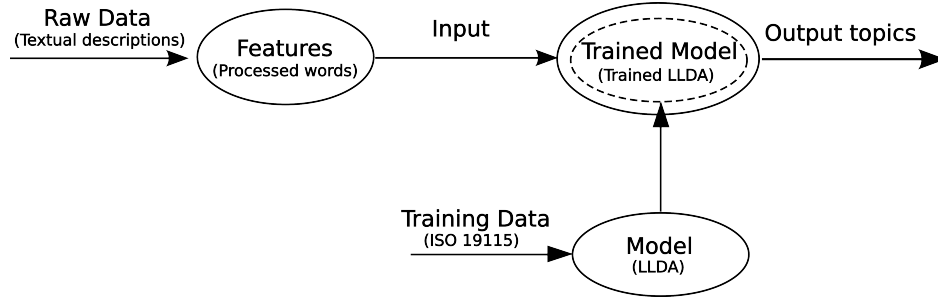 Raw Data
(Textual descriptions)
Features
(Processed words)
Input
Trained Model
(Trained LLDA)
Output topics
Training Data
(ISO 19115)
Model
(LLDA)